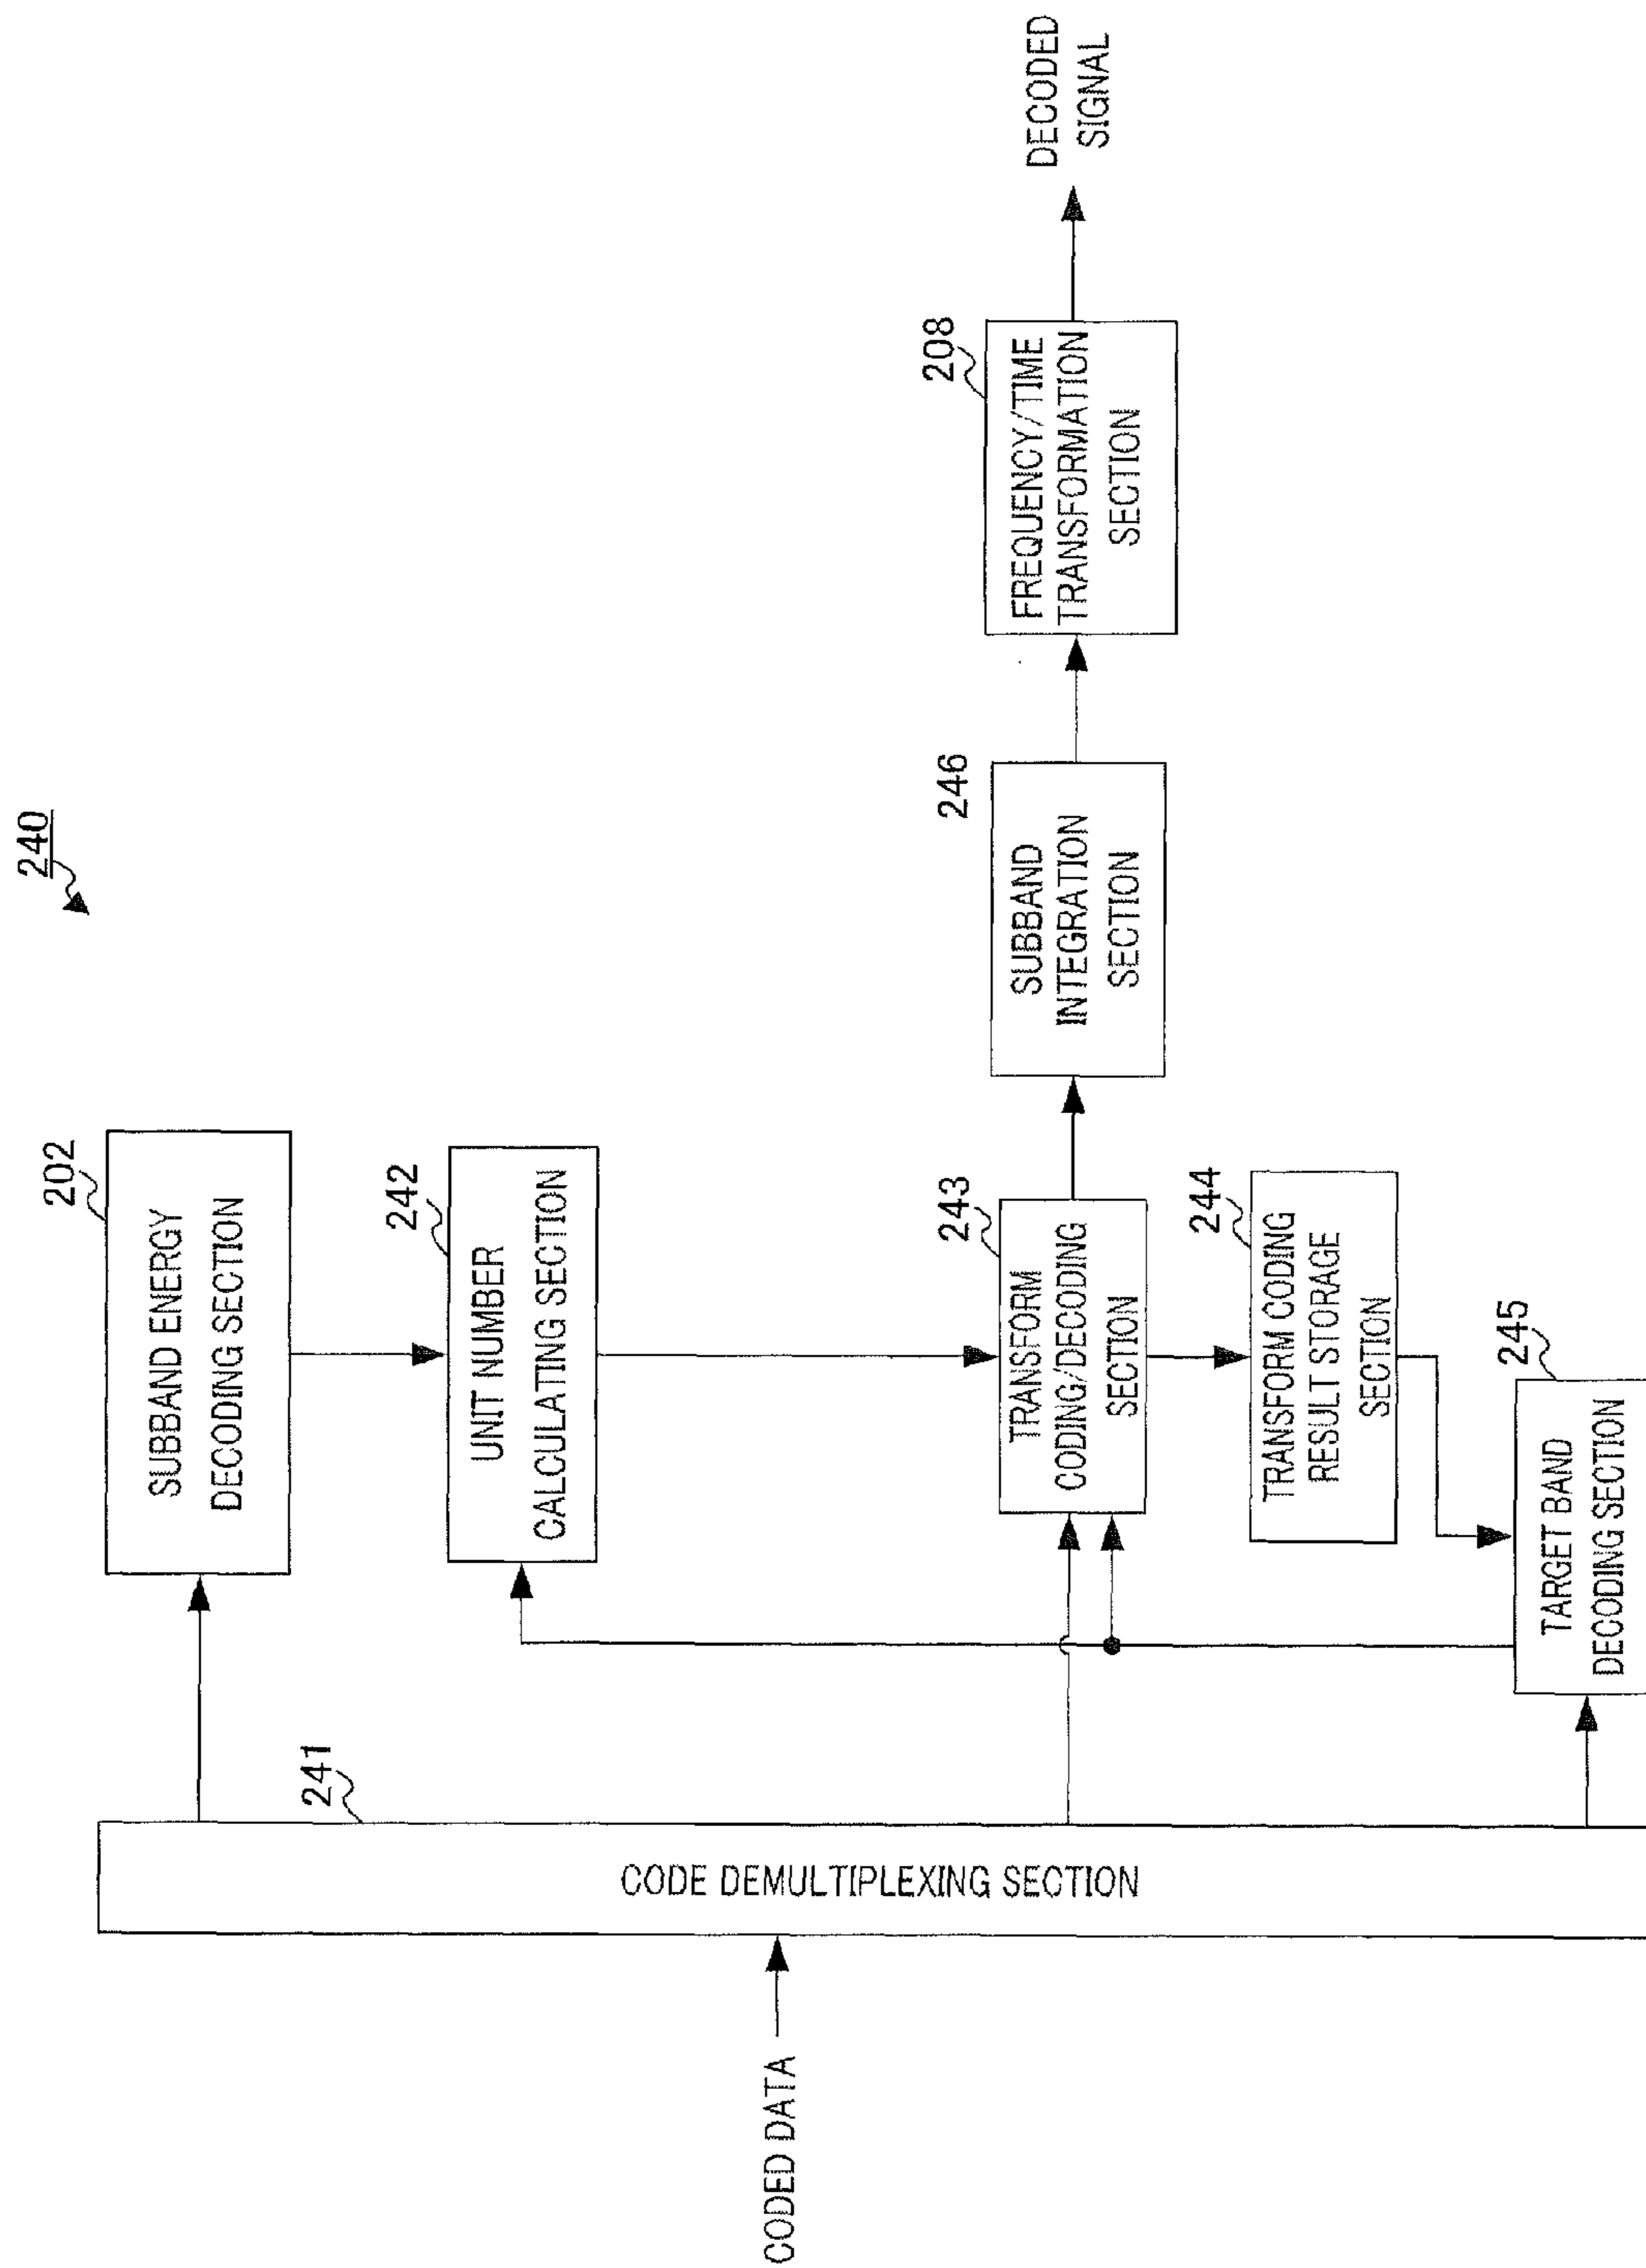 240
CODED DATA
241
CODE DEMULTIPLEXING SECTION
202
SUBBAND ENERGY
DECODING SECTION
242
UNIT NUMBER
CALCULATING SECTION
243
TRANSFORM
CODING/DECODING
SECTION
244
TRANSFORM CODING
RESULT STORAGE
SECTION
245
TARGET BAND
DECODING SECTION
246
SUBBAND
INTEGRATION
SECTION
208
FREQUENCY/TIME
TRANSFORMATION
SECTION
DECODED
SIGNAL